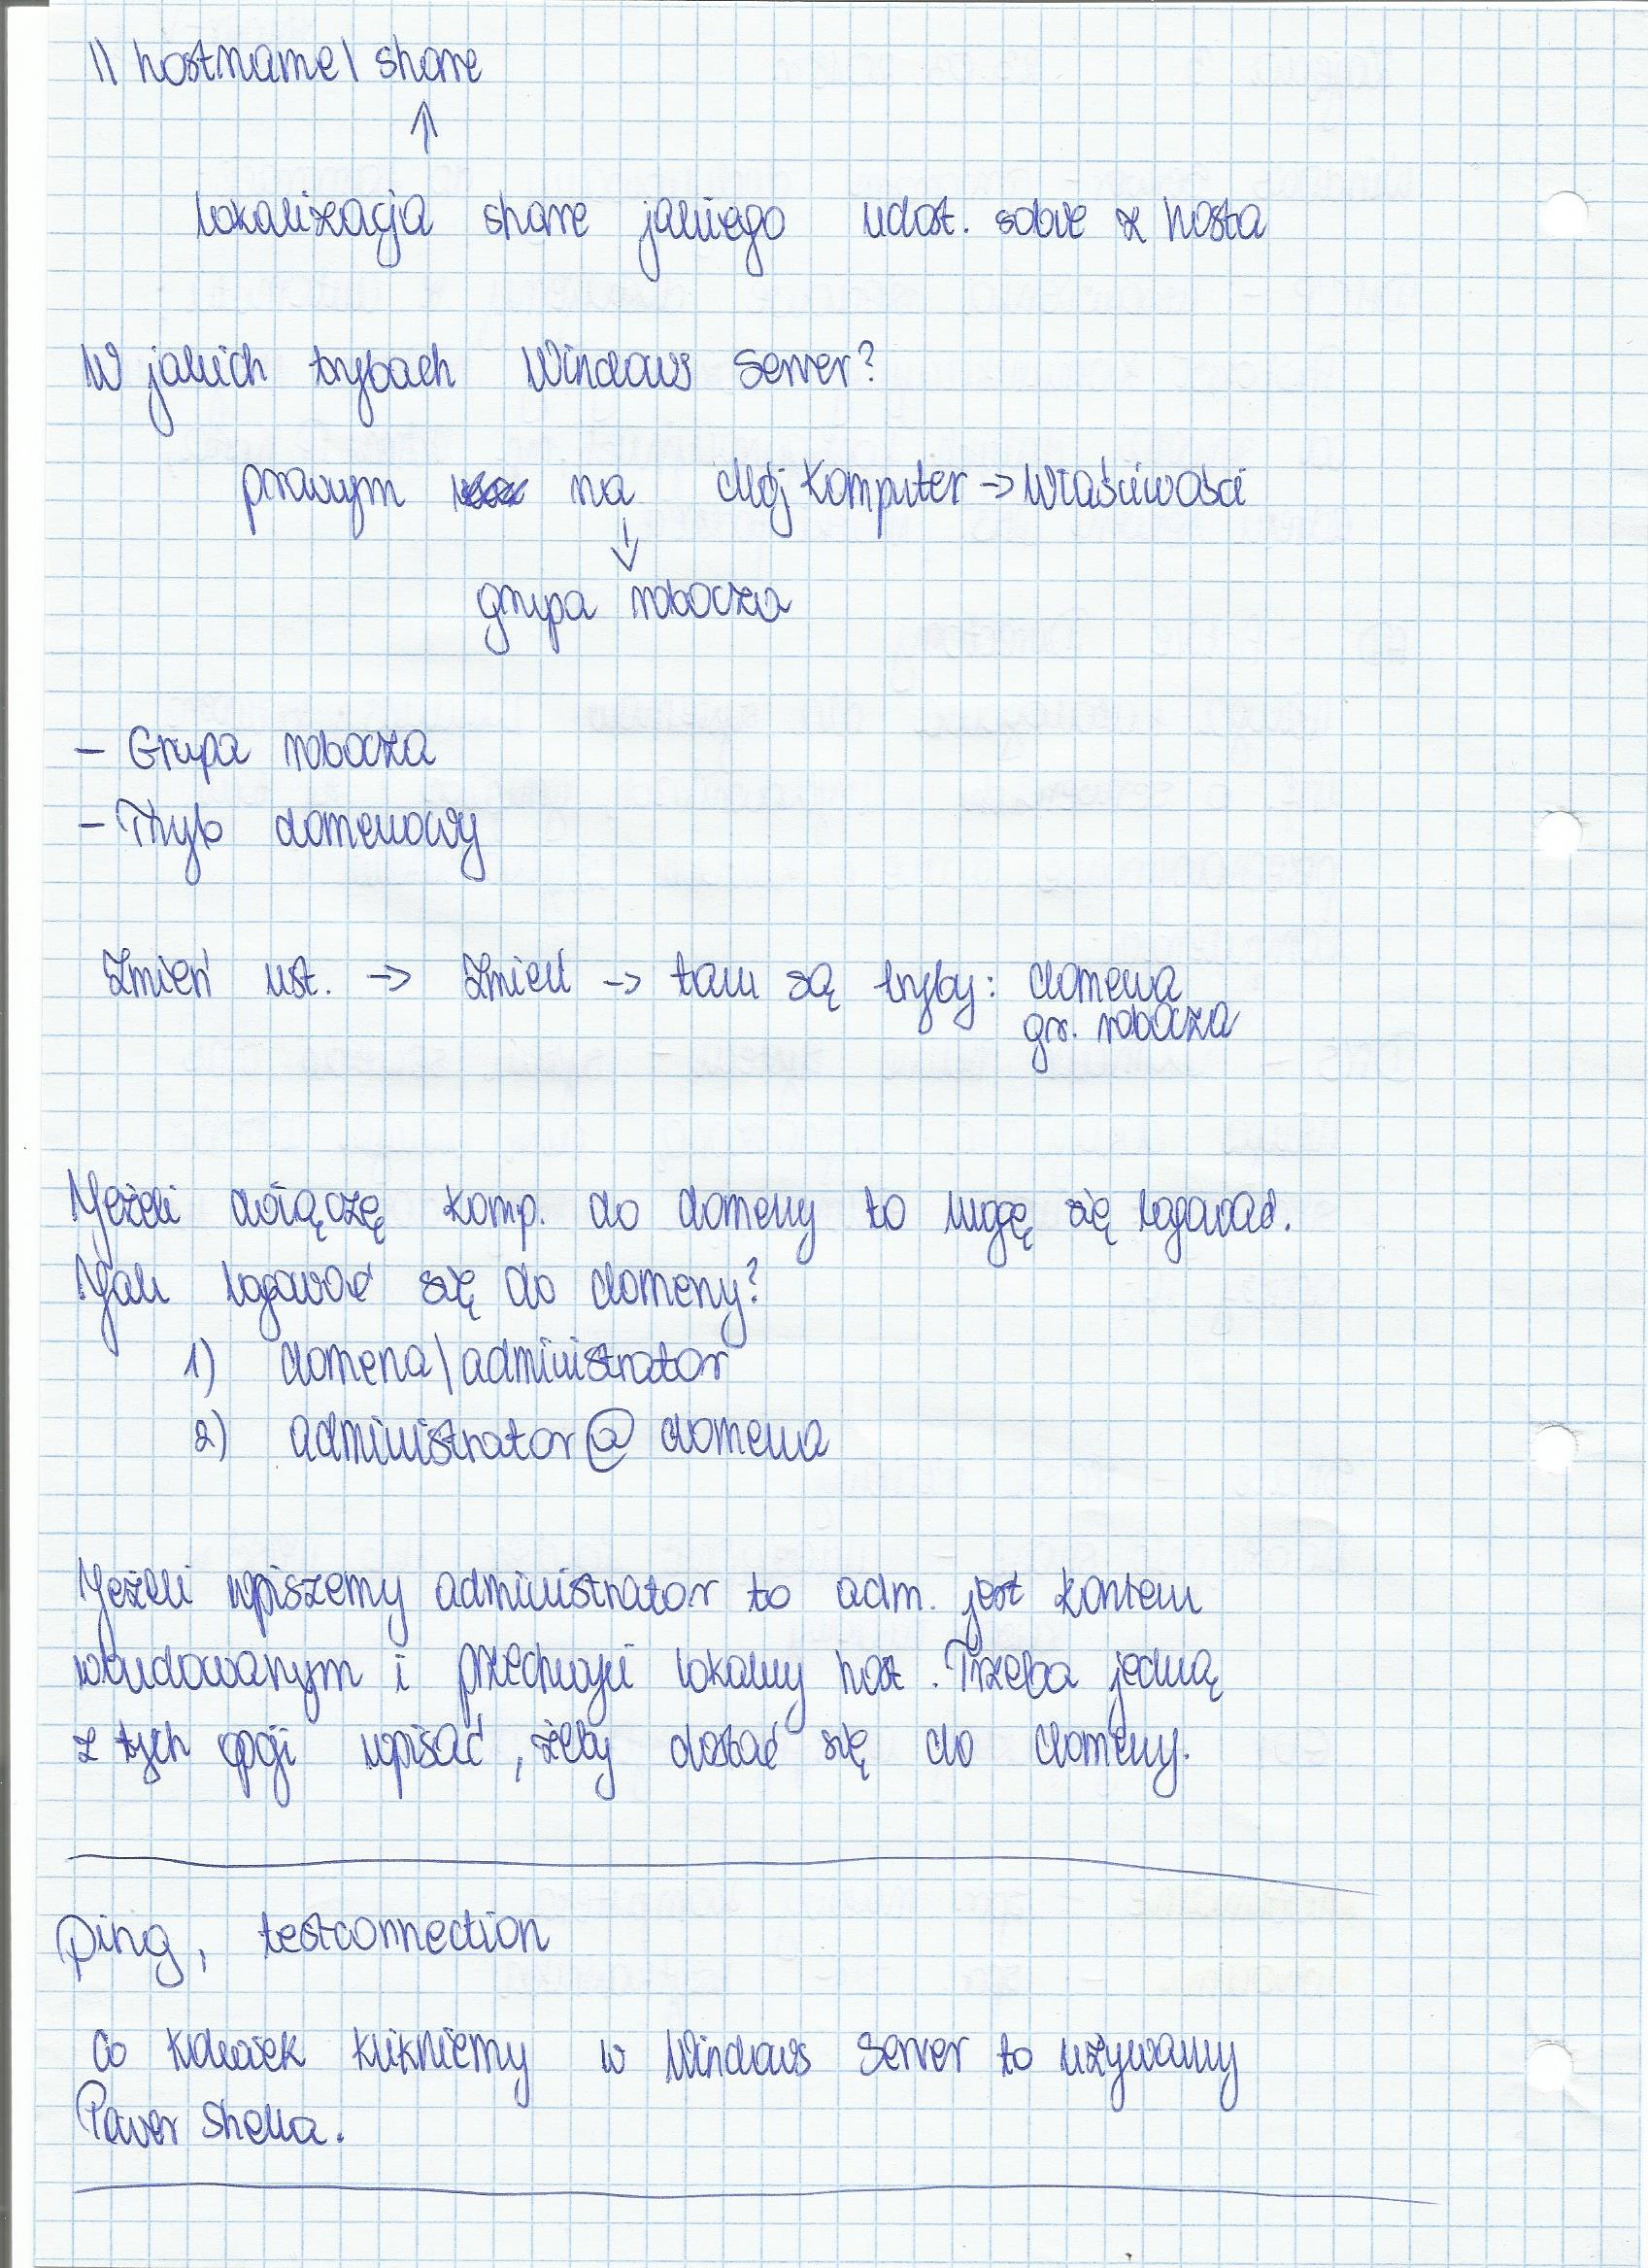 \\ hostname \ share
↑
lokalizacja share jakiego udost. sobie z hosta
W jakich trybach Windows Server?
prawym na Mój Komputer -> Właściwości
↓
grupa robocza
- Grupa robocza
- Tryb domenowy
Zmień ust. -> Zmień -> tam są tryby: domena
gr. robocza
Jeżeli dołączę komp. do domeny to mogę się logować.
Jak logować się do domeny?
1) domena\administrator
2) administrator@domena
Jeżeli wpiszemy administrator to adm. jest kontem
wbudowanym i lokalny host. Trzeba jedną
z tych opcji wpisać, żeby dostać się do domeny.
Ping, testconnection
Co kolwiek klikniemy w Windows Server to używamy
Power Shella.